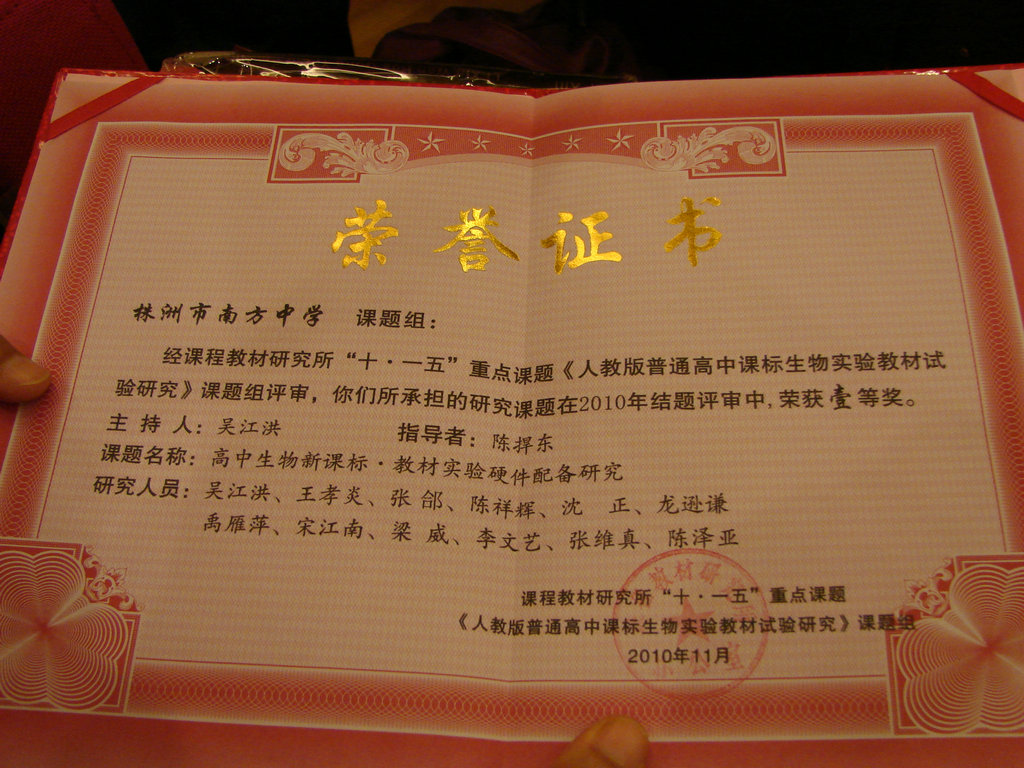 荣誉证书
株洲市南方中学 课题组：
经课程教材研究所“十·一五”重点课题《人教版普通高中课标生物实验教材试
验研究》课题组评审，你们所承担的研究课题在2010年结题评审中，荣获壹等奖。
主 持 人：吴江洪 指导者：陈捍东
课题名称：高中生物新课标·教材实验硬件配备研究
研究人员：吴江洪、王孝炎、张 郃、陈祥辉、沈 正、龙逊谦
禹雁萍、宋江南、梁 威、李文艺、张维真、陈泽亚
课程教材研究所“十·一五”重点课题
《人教版普通高中课标生物实验教材试验研究》课题组
2010年11月